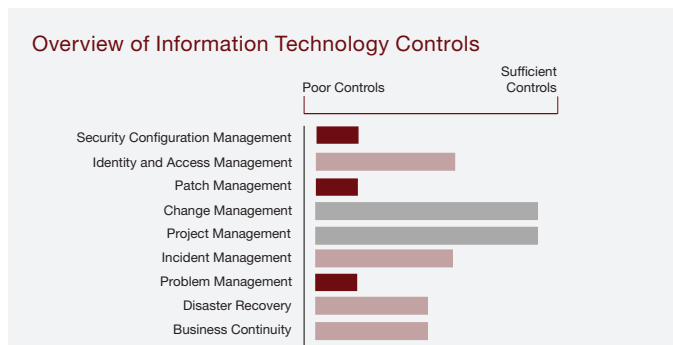 Overview of Information Technology Controls
Sufficient
Poor Controls Controls
Security Configuration Management
Identity and Access Management
Patch Management
Change Management
Project Management
Incident Management
Problem Management
Disaster Recovery
Business Continuity